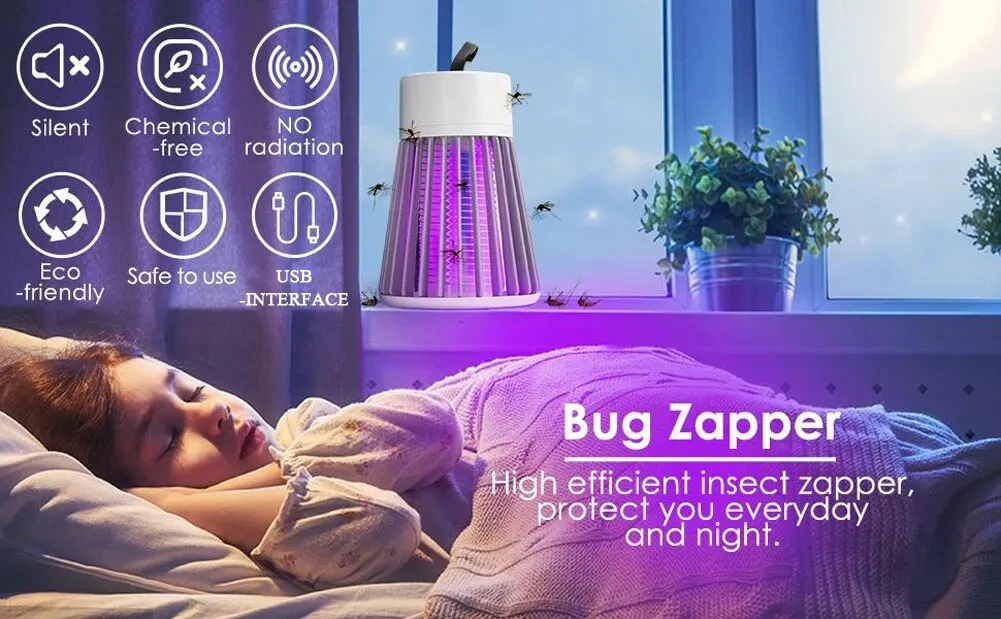 Silent
Chemical
-free
NO
radiation
Eco
-friendly
Safe to use
USB
-INTERFACE
Bug Zapper
High efficient insect zapper,
protect you everyday
and night.